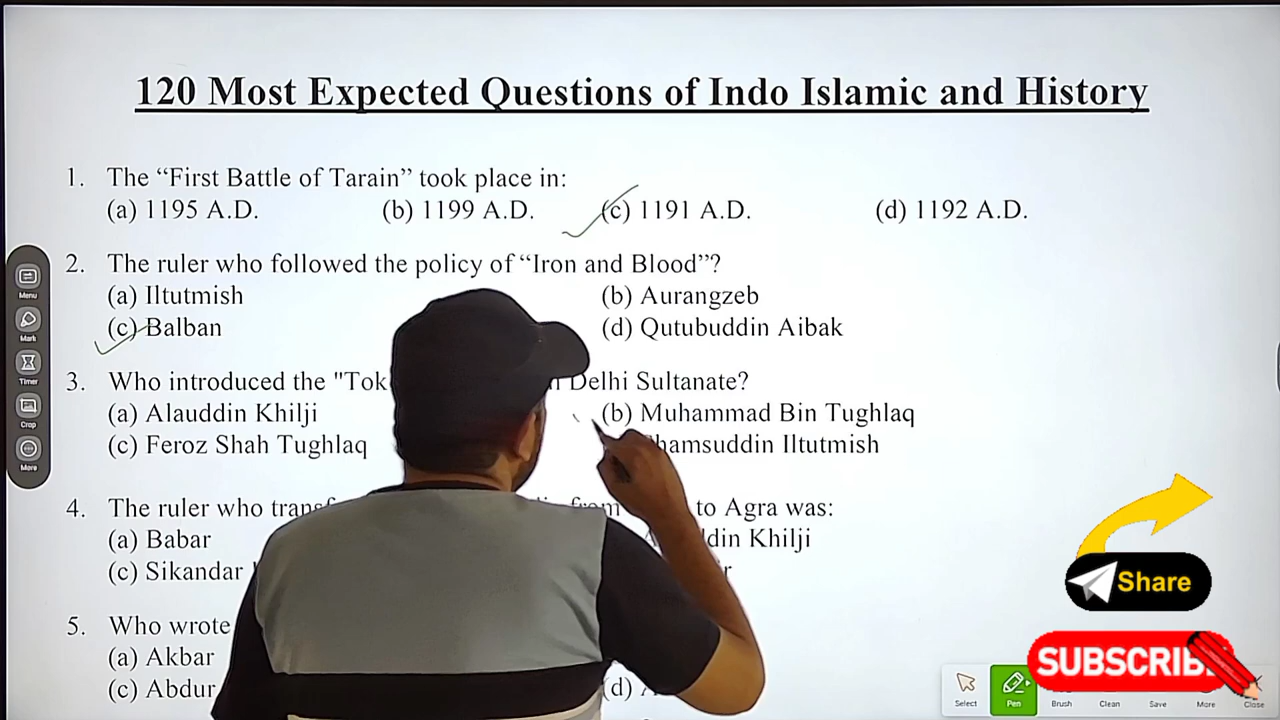 120 Most Expected Questions of Indo Islamic and History
1. The “First Battle of Tarain” took place in:
(a) 1195 A.D. (b) 1199 A.D. (c) 1191 A.D. (d) 1192 A.D.
2. The ruler who followed the policy of “Iron and Blood”?
(a) Iltutmish (b) Aurangzeb
(c) Balban (d) Qutubuddin Aibak
3. Who introduced the "Tok Delhi Sultanate?
(a) Alauddin Khilji (b) Muhammad Bin Tughlaq
(c) Feroz Shah Tughlaq hamsuddin Iltutmish
4. The ruler who trans from to Agra was:
(a) Babar ddin Khilji
(c) Sikandar
5. Who wrote
(a) Akbar
(c) Abdur (d)
Menu
Mark
Timer
Crop
More
Share
SUBSCRIBE
Select Pen Brush Clean Save More Close